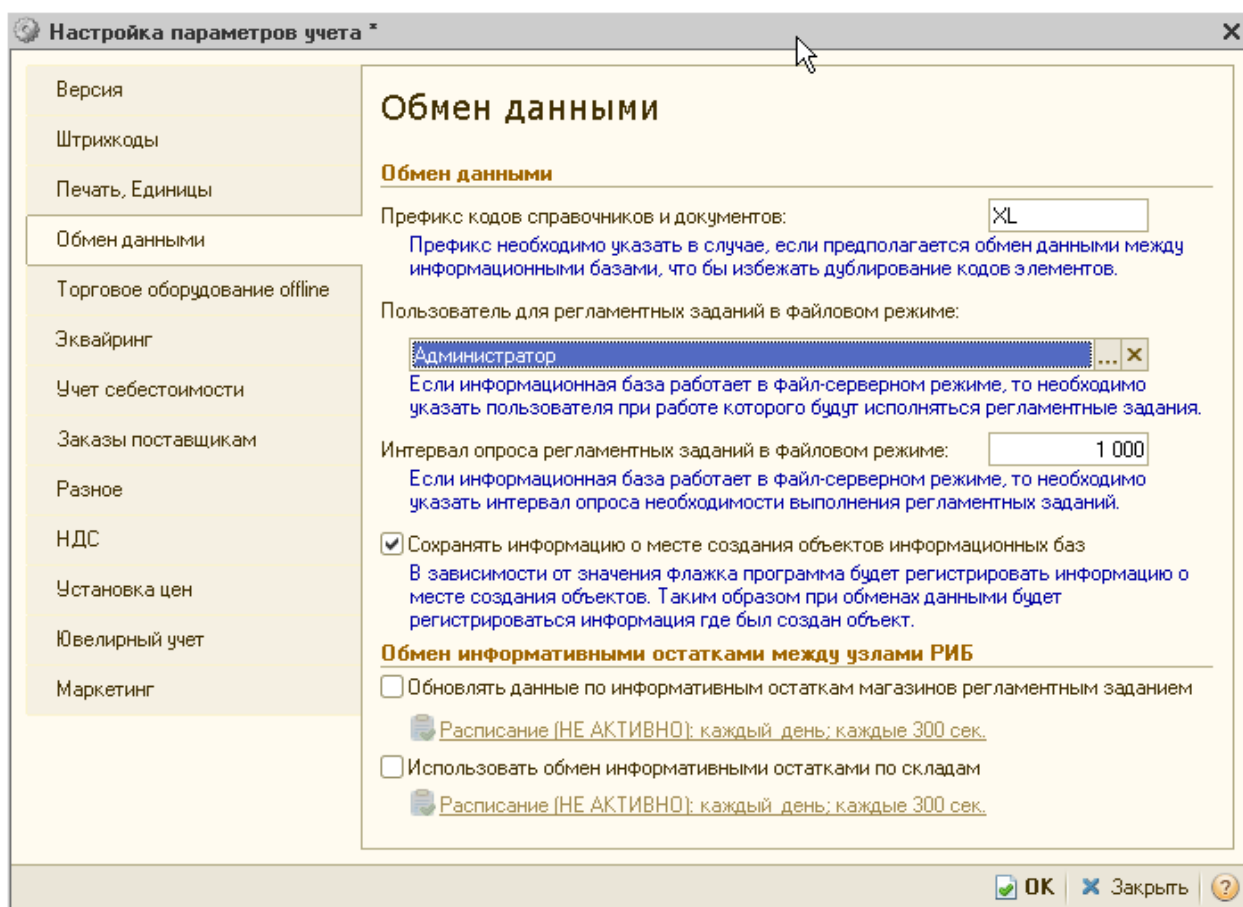 Настройка параметров учета *
Версия
Штрихкоды
Печать, Единицы
Обмен данными
Торговое оборудование offline
Эквайринг
Учет себестоимости
Заказы поставщикам
Разное
НДС
Установка цен
Ювелирный учет
Маркетинг
Обмен данными
Обмен данными
Префикс кодов справочников и документов: XL
Префикс необходимо указать в случае, если предполагается обмен данными между
информационными базами, что бы избежать дублирование кодов элементов.
Пользователь для регламентных заданий в файловом режиме:
Администратор ...
Если информационная база работает в файл-серверном режиме, то необходимо
указать пользователя при работе которого будут исполняться регламентные задания.
Интервал опроса регламентных заданий в файловом режиме: 1 000
Если информационная база работает в файл-серверном режиме, то необходимо
указать интервал опроса необходимости выполнения регламентных заданий.
Сохранять информацию о месте создания объектов информационных баз
В зависимости от значения флажка программа будет регистрировать информацию о
месте создания объектов. Таким образом при обменах данными будет
регистрироваться информация где был создан объект.
Обмен информативными остатками между узлами РИБ
Обновлять данные по информативным остаткам магазинов регламентным заданием
Расписание (НЕ АКТИВНО): каждый день; каждые 300 сек.
Использовать обмен информативными остатками по складам
Расписание (НЕ АКТИВНО): каждый день; каждые 300 сек.
OK Закрыть ?